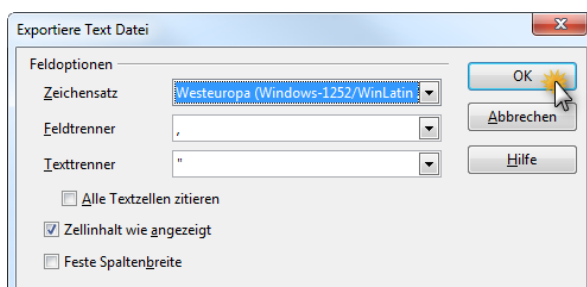 Exportiere Text Datei
Feldoptionen
Zeichensatz Westeuropa (Windows-1252/WinLatin
Feldtrenner ,
Texttrenner "
Alle Textzellen zitieren
Zellinhalt wie angezeigt
Feste Spaltenbreite
OK
Abbrechen
Hilfe